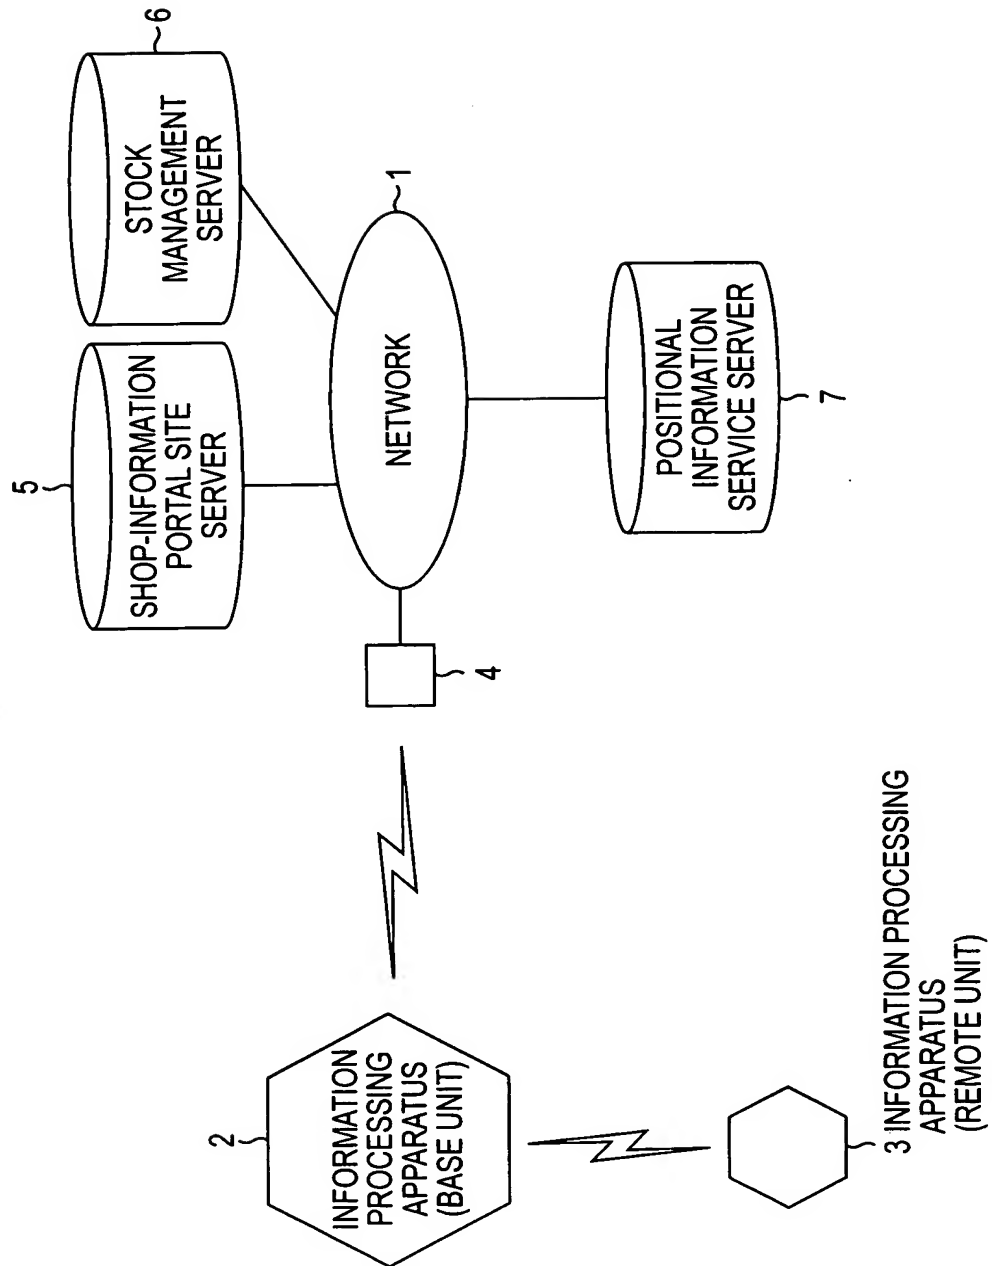 5
SHOP-INFORMATION
PORTAL SITE
SERVER
6
STOCK
MANAGEMENT
SERVER
1
NETWORK
4
POSITIONAL
INFORMATION
SERVICE SERVER
7
2
INFORMATION
PROCESSING
APPARATUS
(BASE UNIT)
3 INFORMATION PROCESSING
APPARATUS
(REMOTE UNIT)